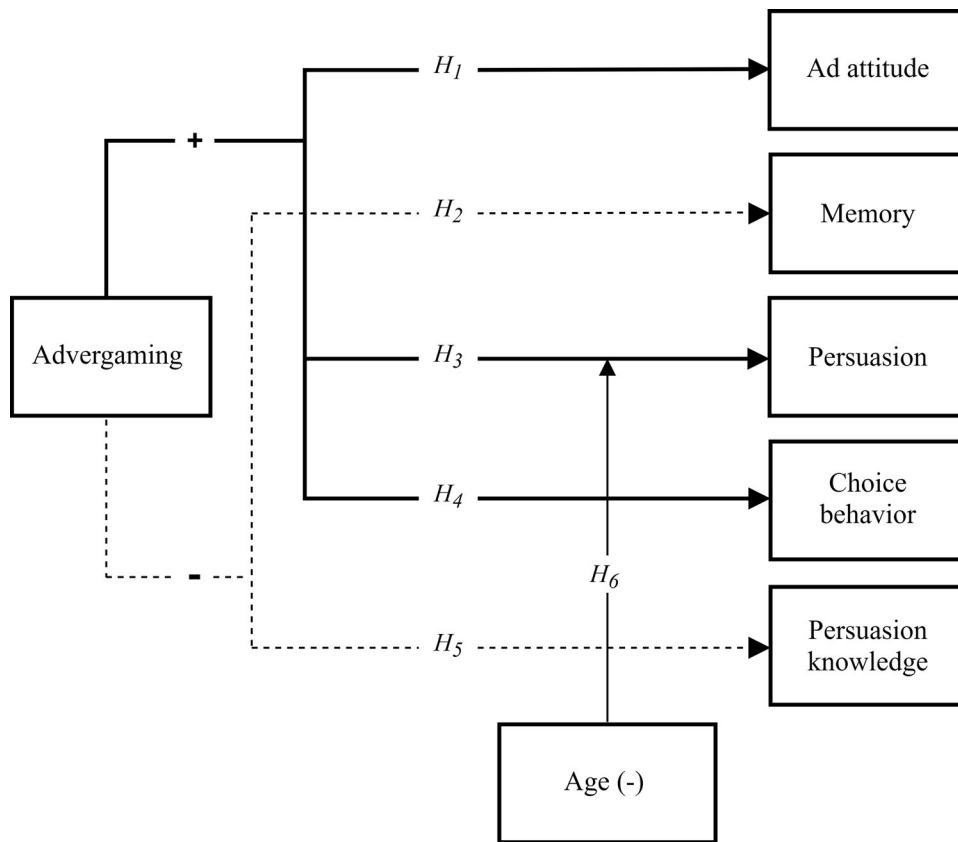 H1
Ad attitude
+
H2
Memory
Advergaming
H3
Persuasion
H4
Choice
behavior
-
H6
H5
Persuasion
knowledge
Age (-)